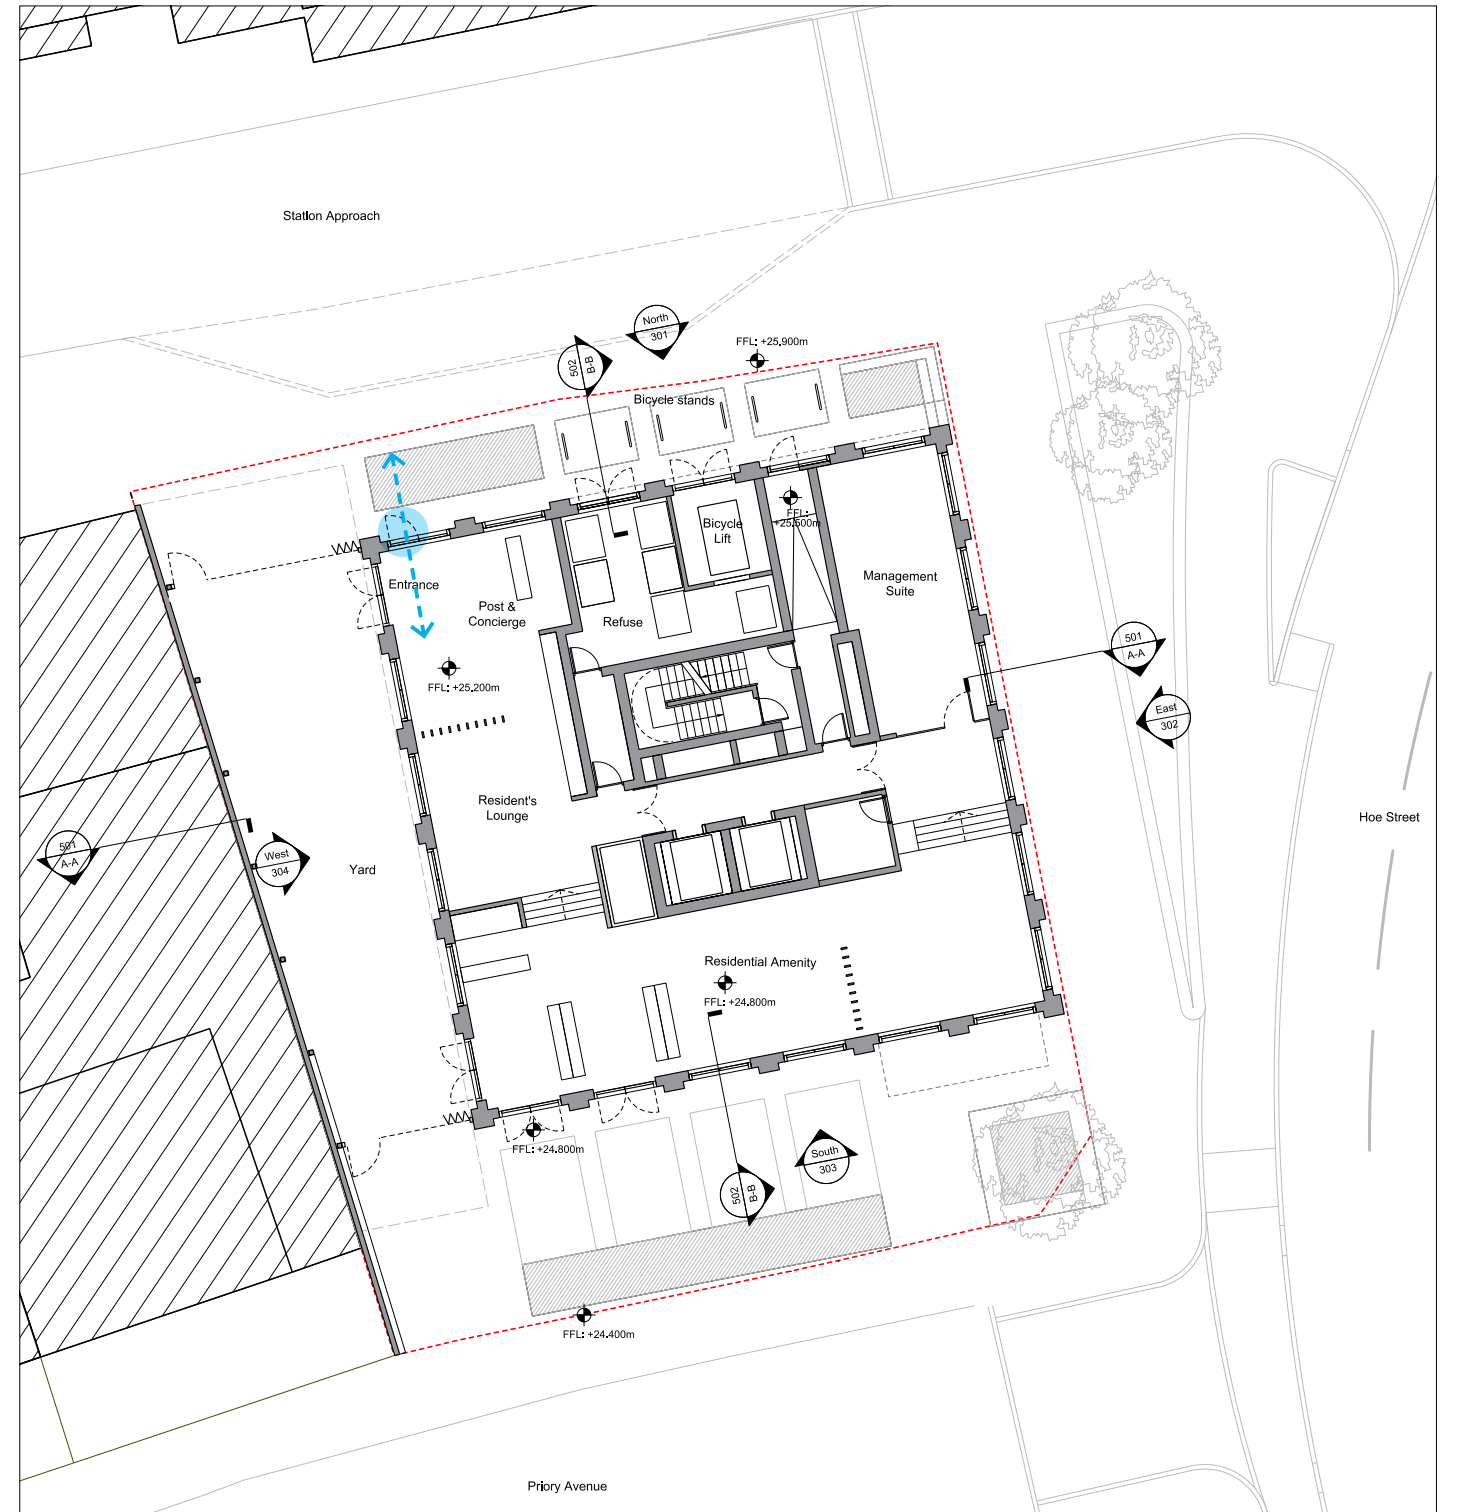 Station Approach
North
301
502
B-B
FFL: +25.900m
Bicycle stands
FFL:
+25.500m
Bicycle
Lift
Entrance
Post &
Concierge
Refuse
Management
Suite
501
A-A
FFL: +25.200m
East
302
Resident's
Lounge
Hoe Street
501
A-A
West
304
Yard
Residential Amenity
FFL: +24.800m
FFL: +24.800m
South
303
502
B-B
FFL: +24.400m
Priory Avenue